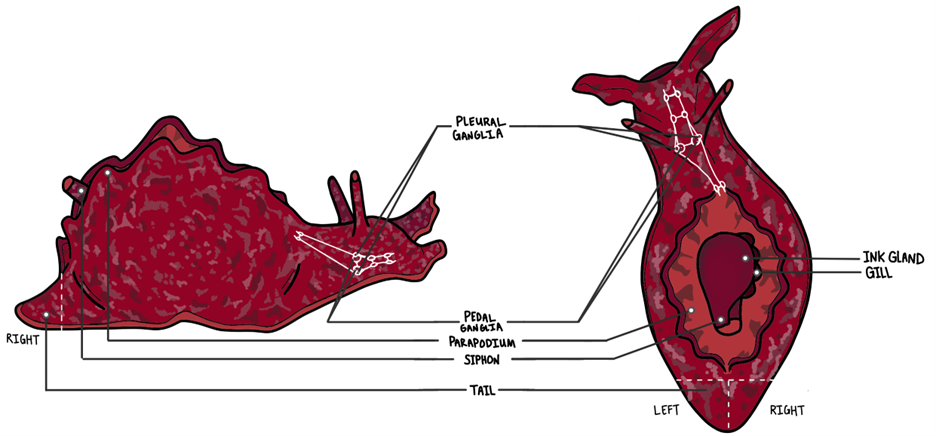 PLEURAL
GANGLIA
INK GLAND
GILL
PEDAL
GANGLIA
PARAPODIUM
SIPHON
TAIL
RIGHT
LEFT
RIGHT